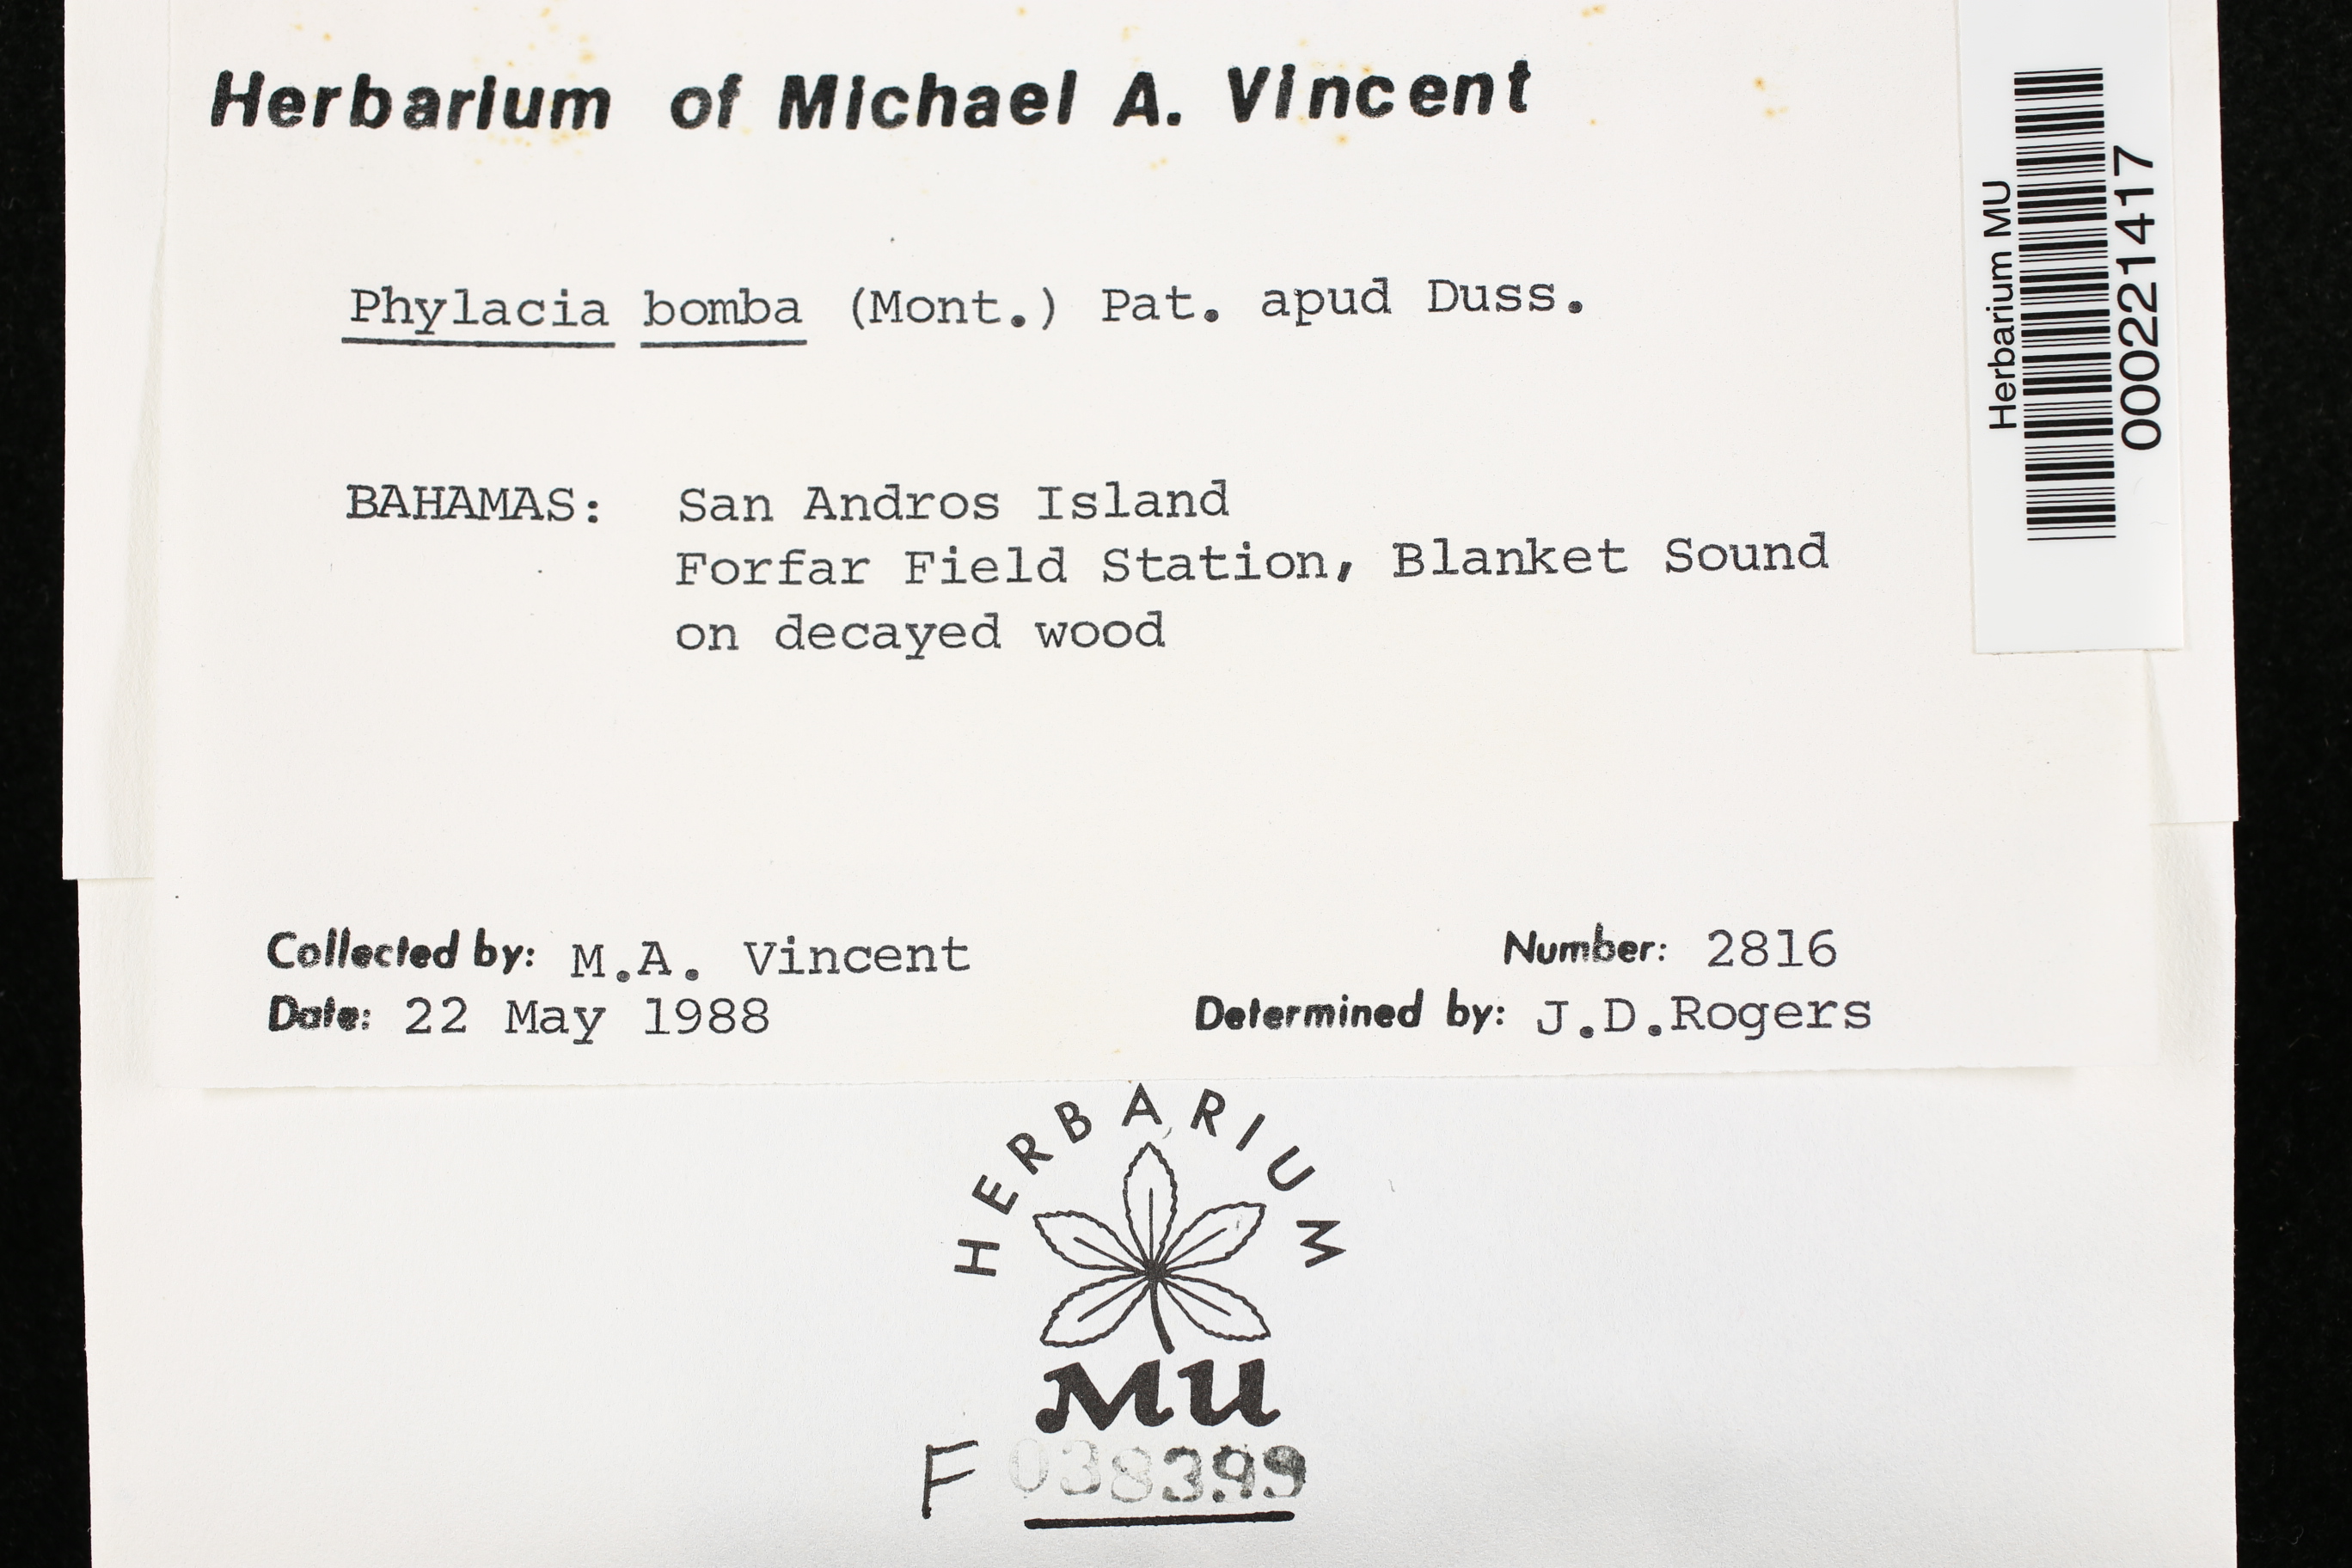 Herbarium of Michael A. Vincent
Phylacia bomba (Mont.) Pat. apud Duss.
BAHAMAS: San Andros Island
Forfar Field Station, Blanket Sound
on decayed wood
Collected by: M.A. Vincent
Number: 2816
Date: 22 May 1988
Determined by: J.D.Rogers
Herbarium MU
000221417
HERBARIUM
MU
F 038399